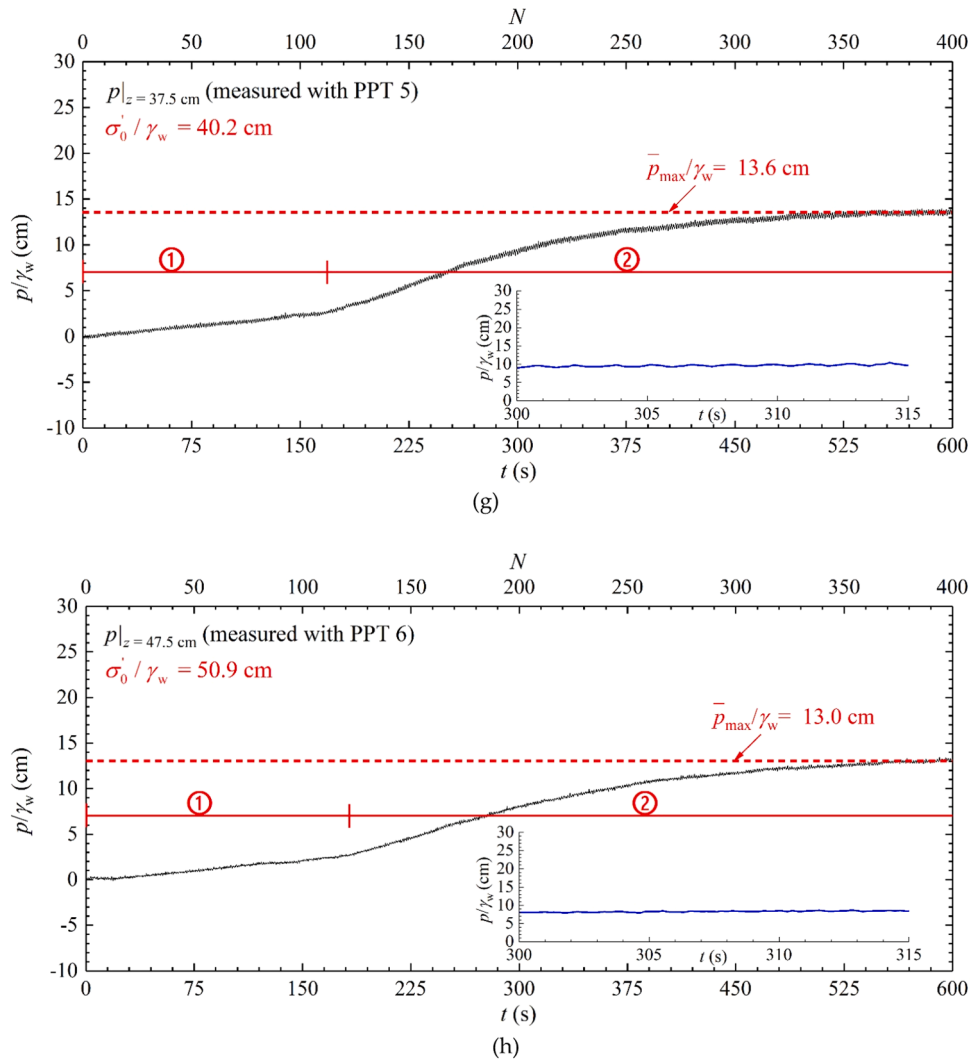 N
0 50 100 150 200 250 300 350 400
30
25
20
15
10
5
0
-5
-10
p/γw (cm)
p|z = 37.5 cm (measured with PPT 5)
σ'0 / γw = 40.2 cm
p̅max/γw= 13.6 cm
① ②
30
25
20
15
10
5
0
p/γw (cm)
300 305 310 315
t (s)
0 75 150 225 300 375 450 525 600
t (s)
(g)
N
0 50 100 150 200 250 300 350 400
30
25
20
15
10
5
0
-5
-10
p/γw (cm)
p|z = 47.5 cm (measured with PPT 6)
σ'0 / γw = 50.9 cm
p̅max/γw= 13.0 cm
① ②
30
25
20
15
10
5
0
p/γw (cm)
300 305 310 315
t (s)
0 75 150 225 300 375 450 525 600
t (s)
(h)